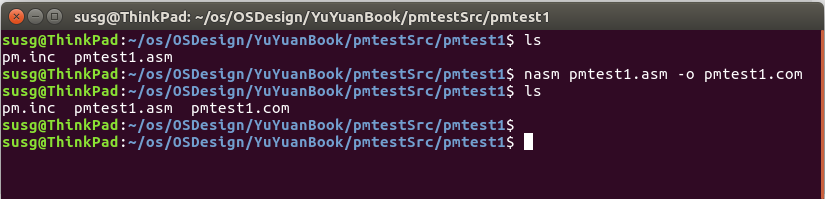 susg@ThinkPad: ~/os/OSDesign/YuYuanBook/pmtestSrc/pmtest1
susg@ThinkPad:~/os/OSDesign/YuYuanBook/pmtestSrc/pmtest1$ ls
pm.inc  pmtest1.asm
susg@ThinkPad:~/os/OSDesign/YuYuanBook/pmtestSrc/pmtest1$ nasm pmtest1.asm -o pmtest1.com
susg@ThinkPad:~/os/OSDesign/YuYuanBook/pmtestSrc/pmtest1$ ls
pm.inc  pmtest1.asm  pmtest1.com
susg@ThinkPad:~/os/OSDesign/YuYuanBook/pmtestSrc/pmtest1$
susg@ThinkPad:~/os/OSDesign/YuYuanBook/pmtestSrc/pmtest1$